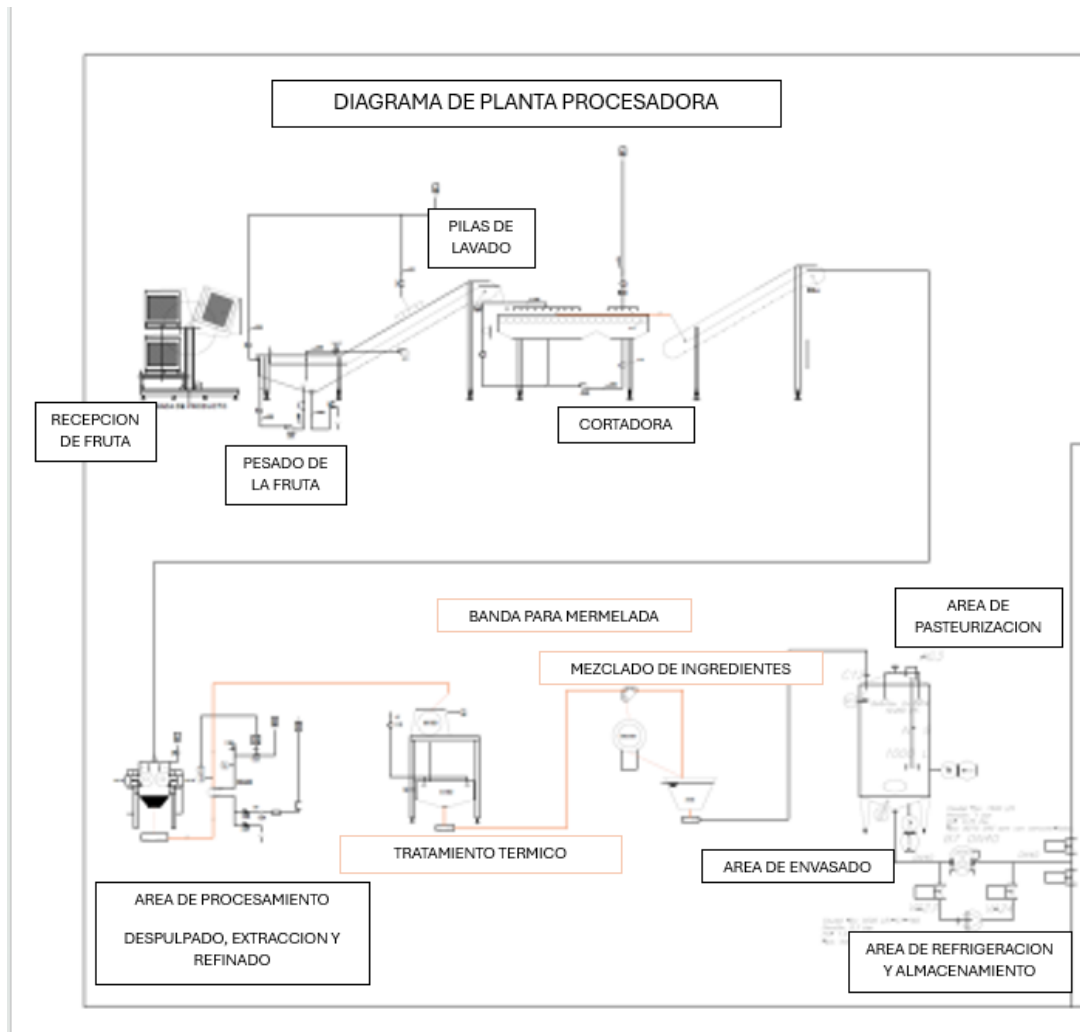 DIAGRAMA DE PLANTA PROCESADORA
PILAS DE
LAVADO
RECEPCION
DE FRUTA
PESADO DE
LA FRUTA
CORTADORA
BANDA PARA MERMELADA
AREA DE
PASTEURIZACION
MEZCLADO DE INGREDIENTES
TRATAMIENTO TERMICO
AREA DE ENVASADO
AREA DE PROCESAMIENTO
DESPULPADO, EXTRACCION Y
REFINADO
AREA DE REFRIGERACION
Y ALMACENAMIENTO